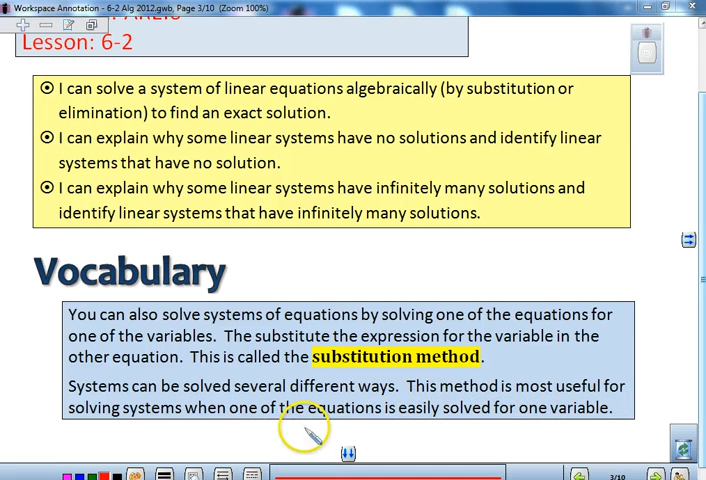 Workspace Annotation - 6-2 Alg 2012.gwb, Page 3/10 (Zoom 100%)
Lesson: 6-2
I can solve a system of linear equations algebraically (by substitution or
elimination) to find an exact solution.
I can explain why some linear systems have no solutions and identify linear
systems that have no solution.
I can explain why some linear systems have infinitely many solutions and
identify linear systems that have infinitely many solutions.
Vocabulary
You can also solve systems of equations by solving one of the equations for
one of the variables. The substitute the expression for the variable in the
other equation. This is called the substitution method.
Systems can be solved several different ways. This method is most useful for
solving systems when one of the equations is easily solved for one variable.
3/10